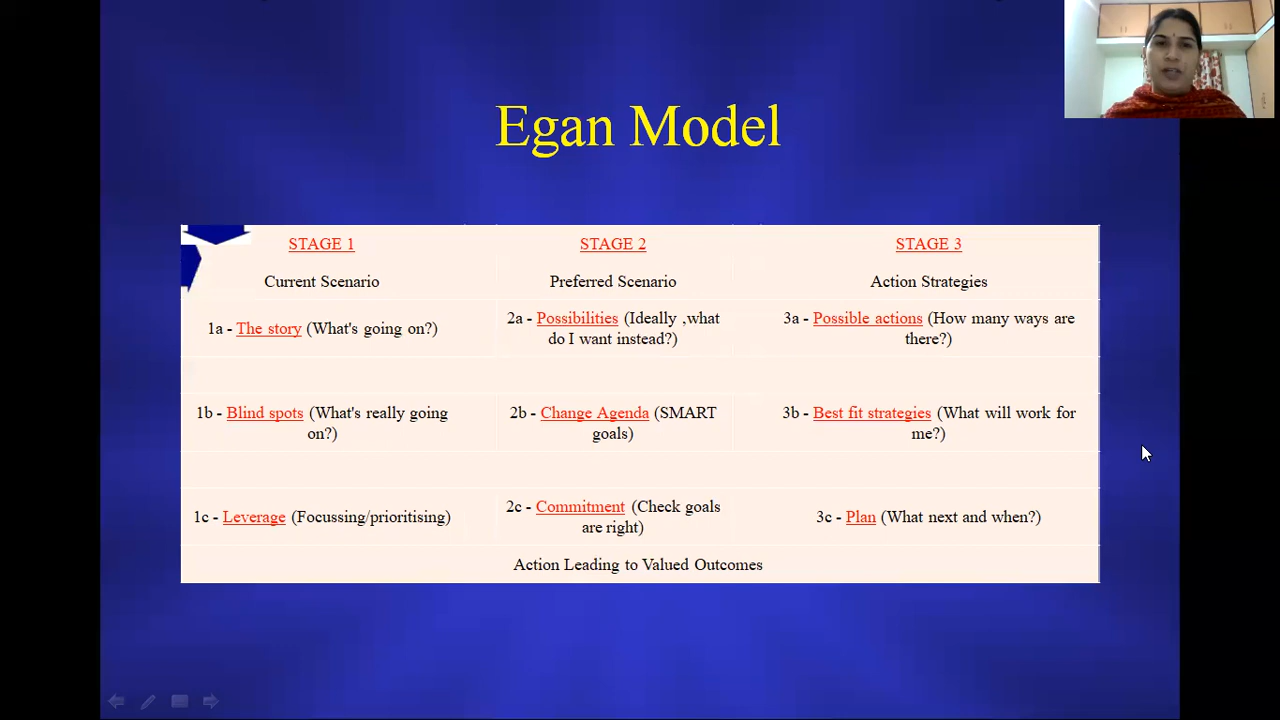 Egan Model
STAGE 1
STAGE 2
STAGE 3
Current Scenario
Preferred Scenario
Action Strategies
1a - The story (What's going on?)
2a - Possibilities (Ideally ,what
do I want instead?)
3a - Possible actions (How many ways are
there?)
1b - Blind spots (What's really going
on?)
2b - Change Agenda (SMART
goals)
3b - Best fit strategies (What will work for
me?)
1c - Leverage (Focussing/prioritising)
2c - Commitment (Check goals
are right)
3c - Plan (What next and when?)
Action Leading to Valued Outcomes